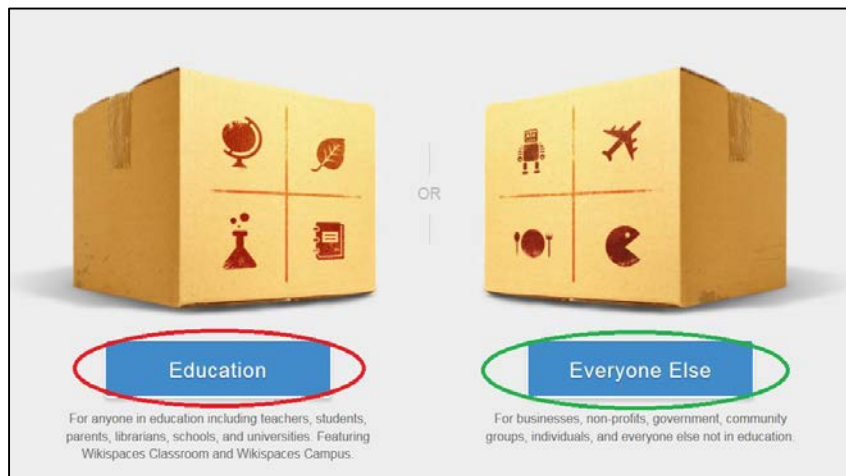 OR
Education
For anyone in education including teachers, students,
parents, librarians, schools, and universities. Featuring
Wikispaces Classroom and Wikispaces Campus.
Everyone Else
For businesses, non-profits, government, community
groups, individuals, and everyone else not in education.